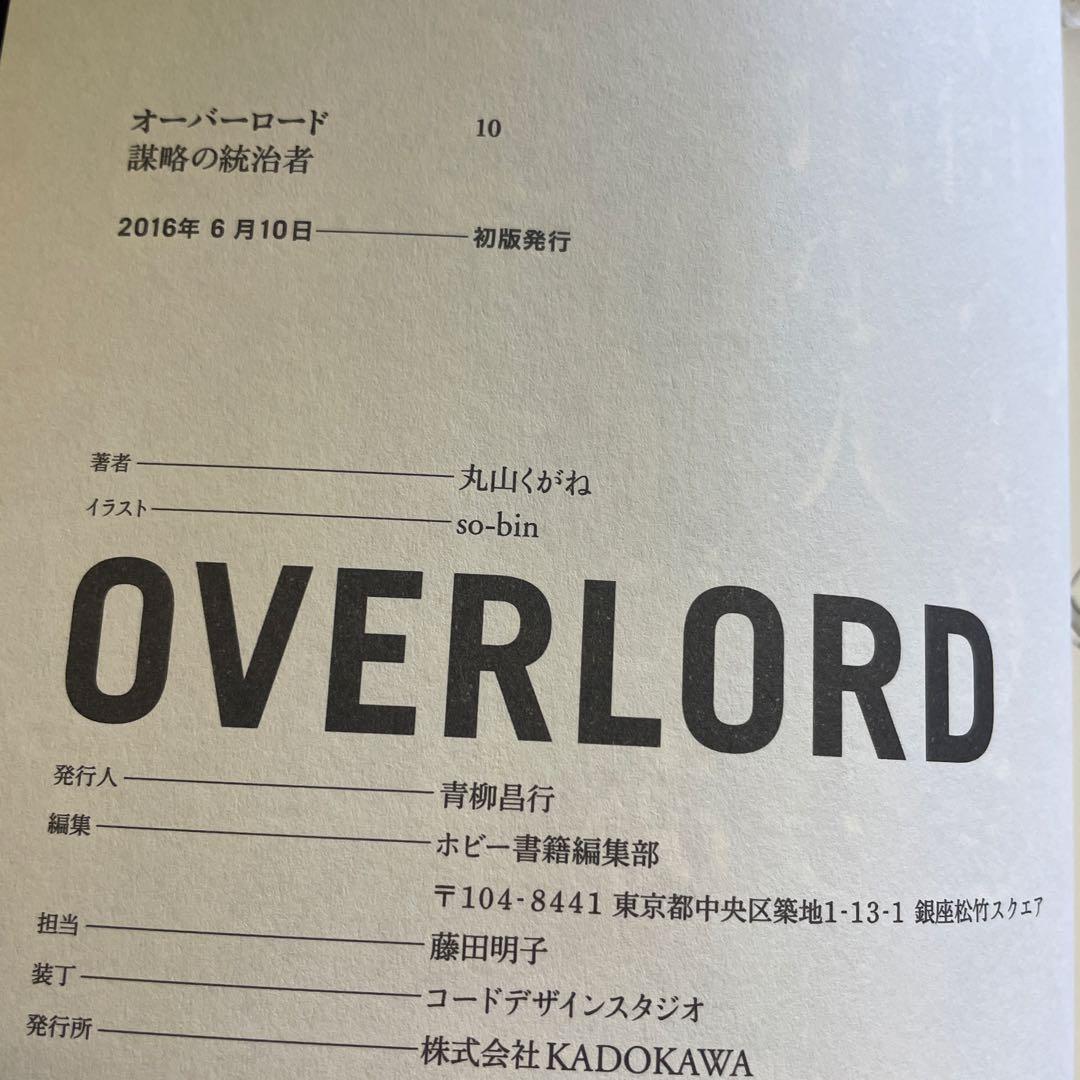 オーバーロード 10
謀略の統治者
2016年 6 月10日 初版発行
著者 丸山くがね
イラスト so-bin
OVERLORD
発行人 青柳昌行
編集 ホビー書籍編集部
〒104-8441 東京都中央区築地1-13-1 銀座松竹スクエア
担当 藤田明子
装丁 コードデザインスタジオ
発行所 株式会社KADOKAWA